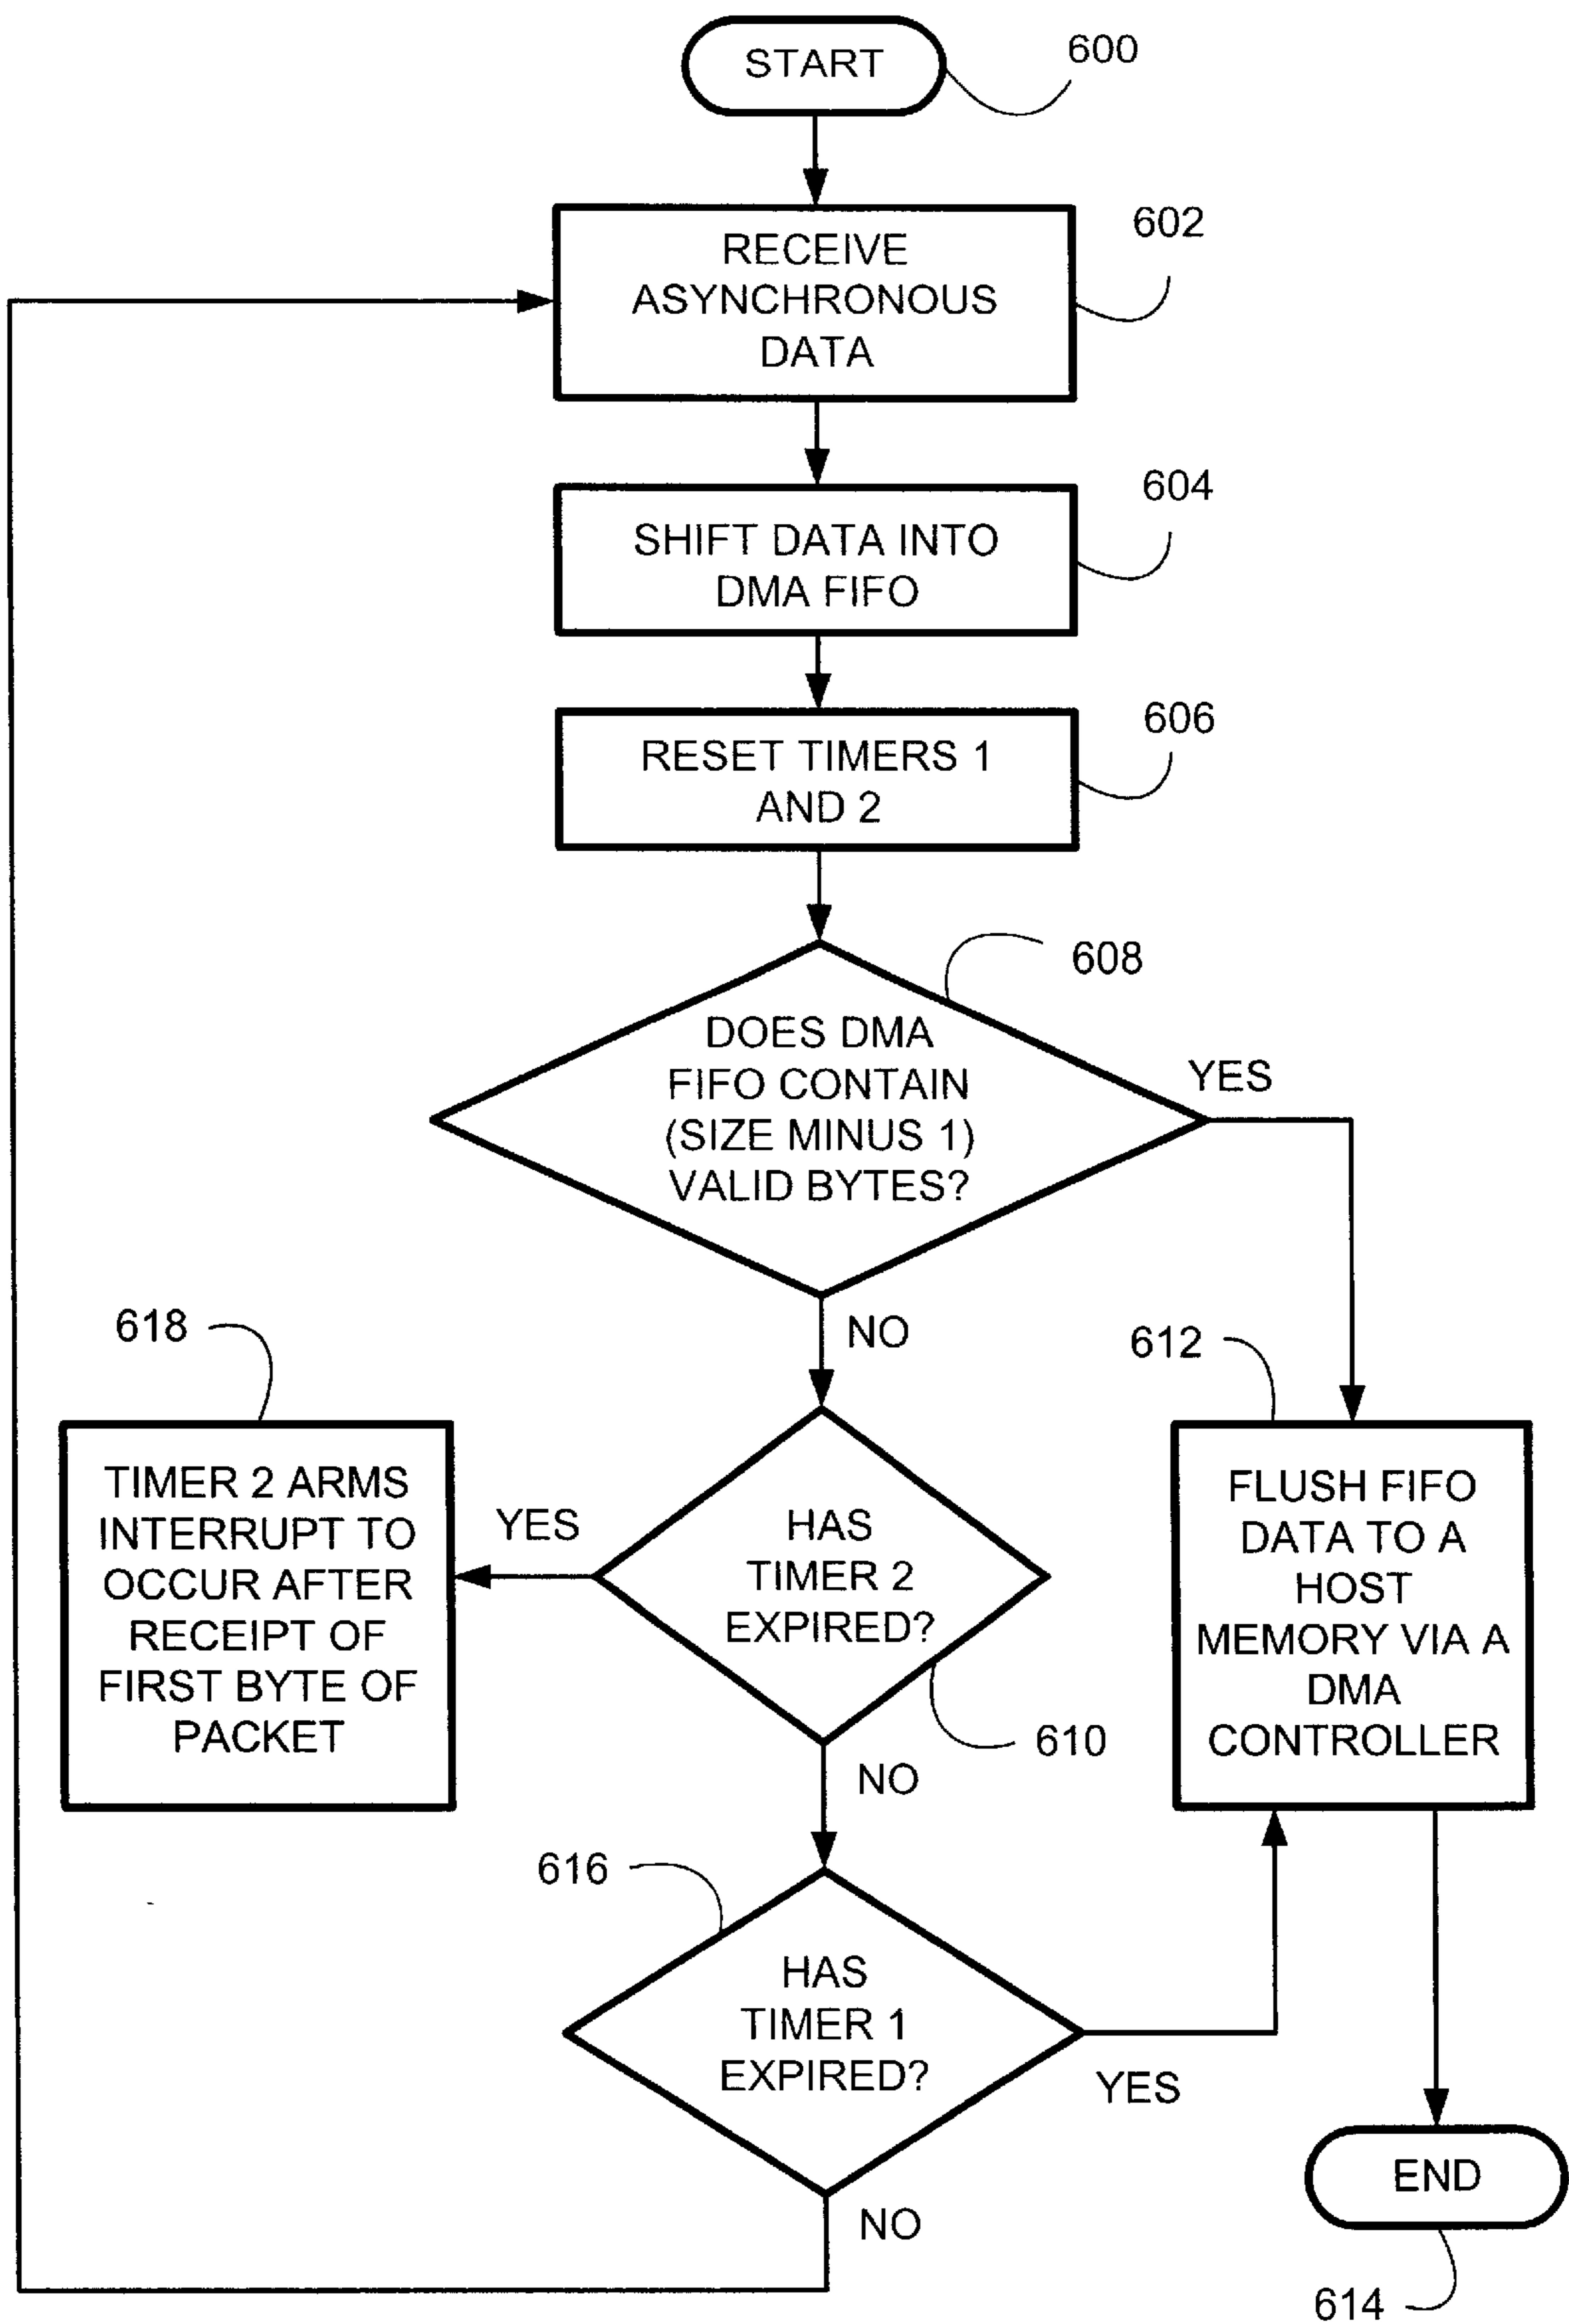 START
600
RECEIVE
ASYNCHRONOUS
DATA
602
SHIFT DATA INTO
DMA FIFO
604
RESET TIMERS 1
AND 2
606
DOES DMA
FIFO CONTAIN
(SIZE MINUS 1)
VALID BYTES?
608
YES
NO
618
TIMER 2 ARMS
INTERRUPT TO
OCCUR AFTER
RECEIPT OF
FIRST BYTE OF
PACKET
YES
HAS
TIMER 2
EXPIRED?
610
NO
612
FLUSH FIFO
DATA TO A
HOST
MEMORY VIA A
DMA
CONTROLLER
616
HAS
TIMER 1
EXPIRED?
YES
NO
END
614